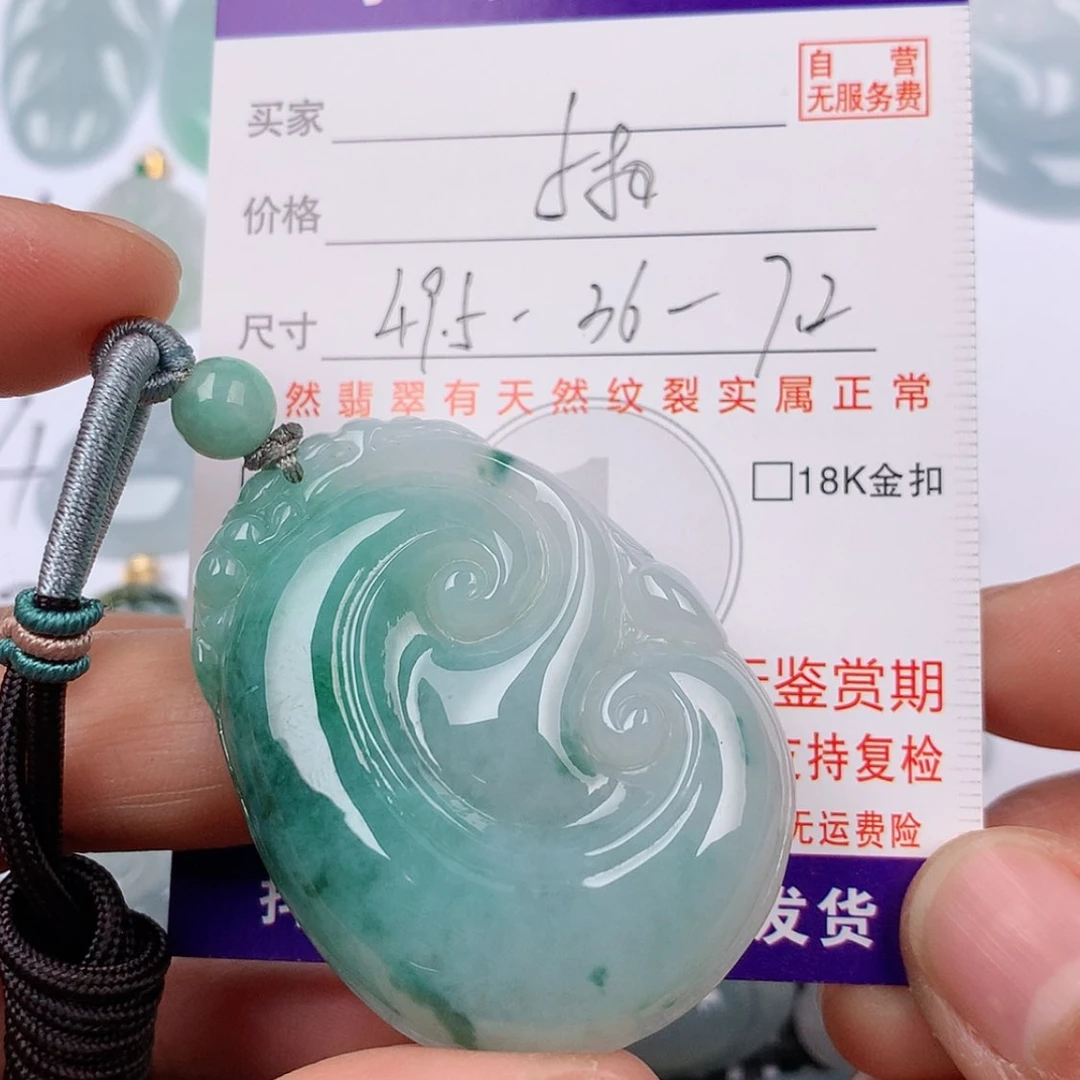 自营
无服务费
买家
价格
尺寸 49.5 - 36 - 7.2
然翡翠有天然纹裂实属正常
□18K金扣
鉴赏期
支持复检
无运费险
发货